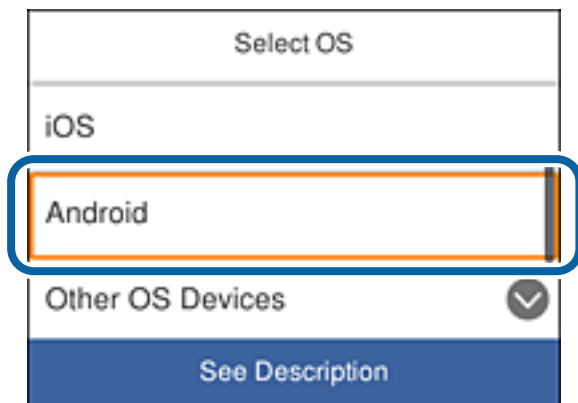 Select OS
iOS
Android
Other OS Devices
See Description